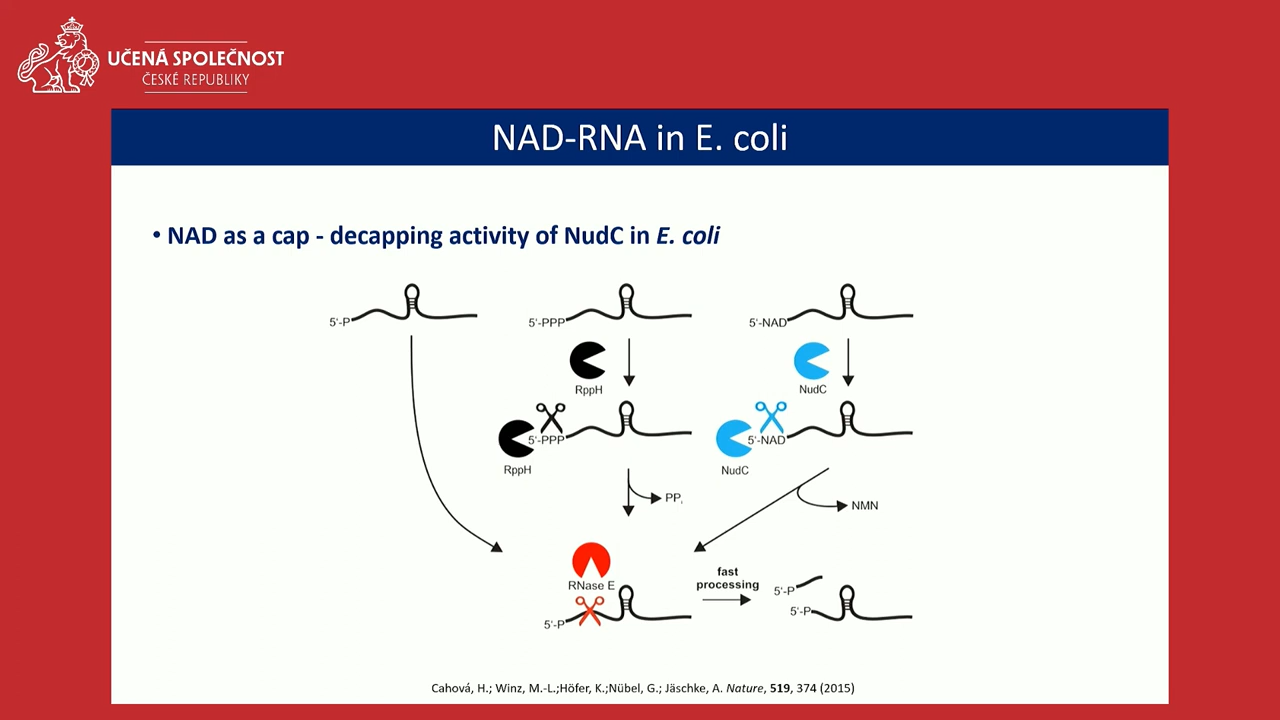 UČENÁ SPOLEČNOST
ČESKÉ REPUBLIKY
NAD-RNA in E. coli
• NAD as a cap - decapping activity of NudC in E. coli
5'-P
5'-PPP
5'-NAD
RppH
NudC
5'-PPP
5'-NAD
RppH
NudC
PPi
NMN
RNase E
fast
processing
5'-P
5'-P
5'-P
Cahová, H.; Winz, M.-L.;Höfer, K.;Nübel, G.; Jäschke, A. Nature, 519, 374 (2015)